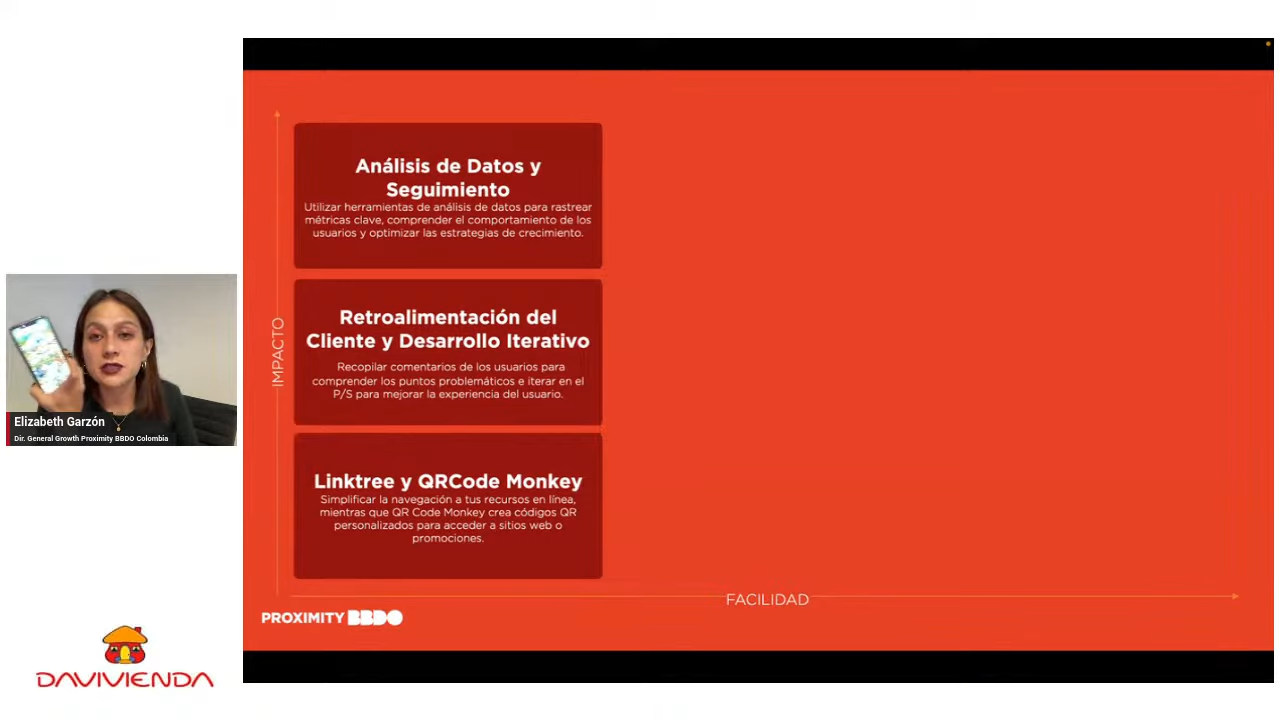 Análisis de Datos y
Seguimiento
Utilizar herramientas de análisis de datos para rastrear
métricas clave, comprender el comportamiento de los
usuarios y optimizar las estrategias de crecimiento.
Retroalimentación del
Cliente y Desarrollo Iterativo
Recopilar comentarios de los usuarios para
comprender los puntos problemáticos e iterar en el
P/S para mejorar la experiencia del usuario.
Linktree y QRCode Monkey
Simplificar la navegación a tus recursos en línea,
mientras que QR Code Monkey crea códigos QR
personalizados para acceder a sitios web o
promociones.
IMPACTO
FACILIDAD
PROXIMITY BBDO
Elizabeth Garzón
Dir. General Growth Proximity BBDO Colombia
DAVIVIENDA